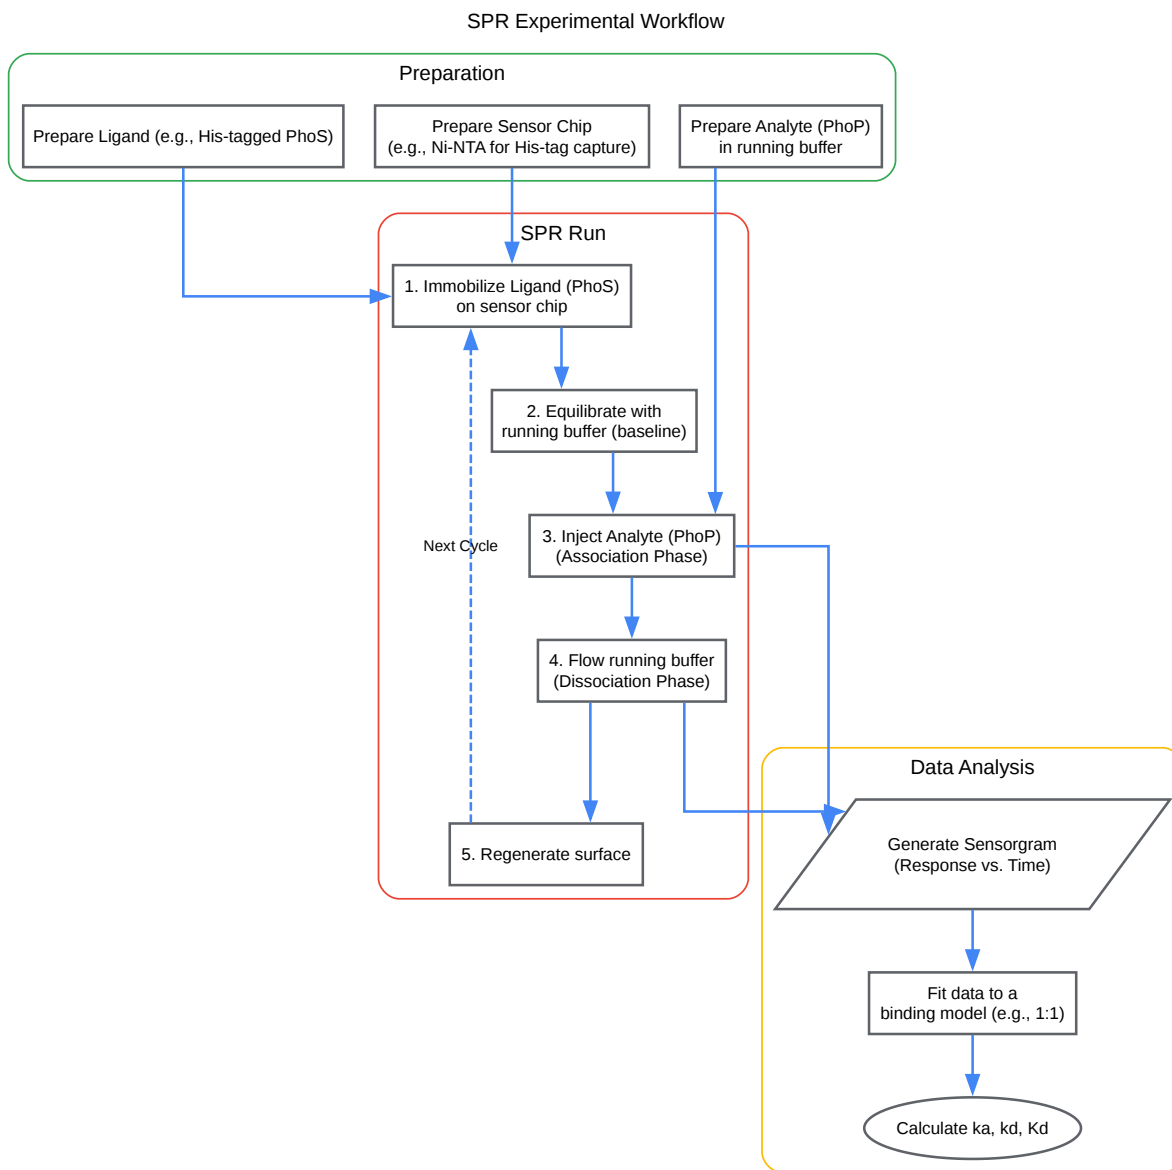 SPR Experimental Workflow
Preparation
Prepare Ligand (e.g., His-tagged PhoS)
Prepare Sensor Chip
(e.g., Ni-NTA for His-tag capture)
Prepare Analyte (PhoP)
in running buffer
SPR Run
1. Immobilize Ligand (PhoS)
on sensor chip
2. Equilibrate with
running buffer (baseline)
Next Cycle
3. Inject Analyte (PhoP)
(Association Phase)
4. Flow running buffer
(Dissociation Phase)
5. Regenerate surface
Data Analysis
Generate Sensorgram
(Response vs. Time)
Fit data to a
binding model (e.g., 1:1)
Calculate ka, kd, Kd